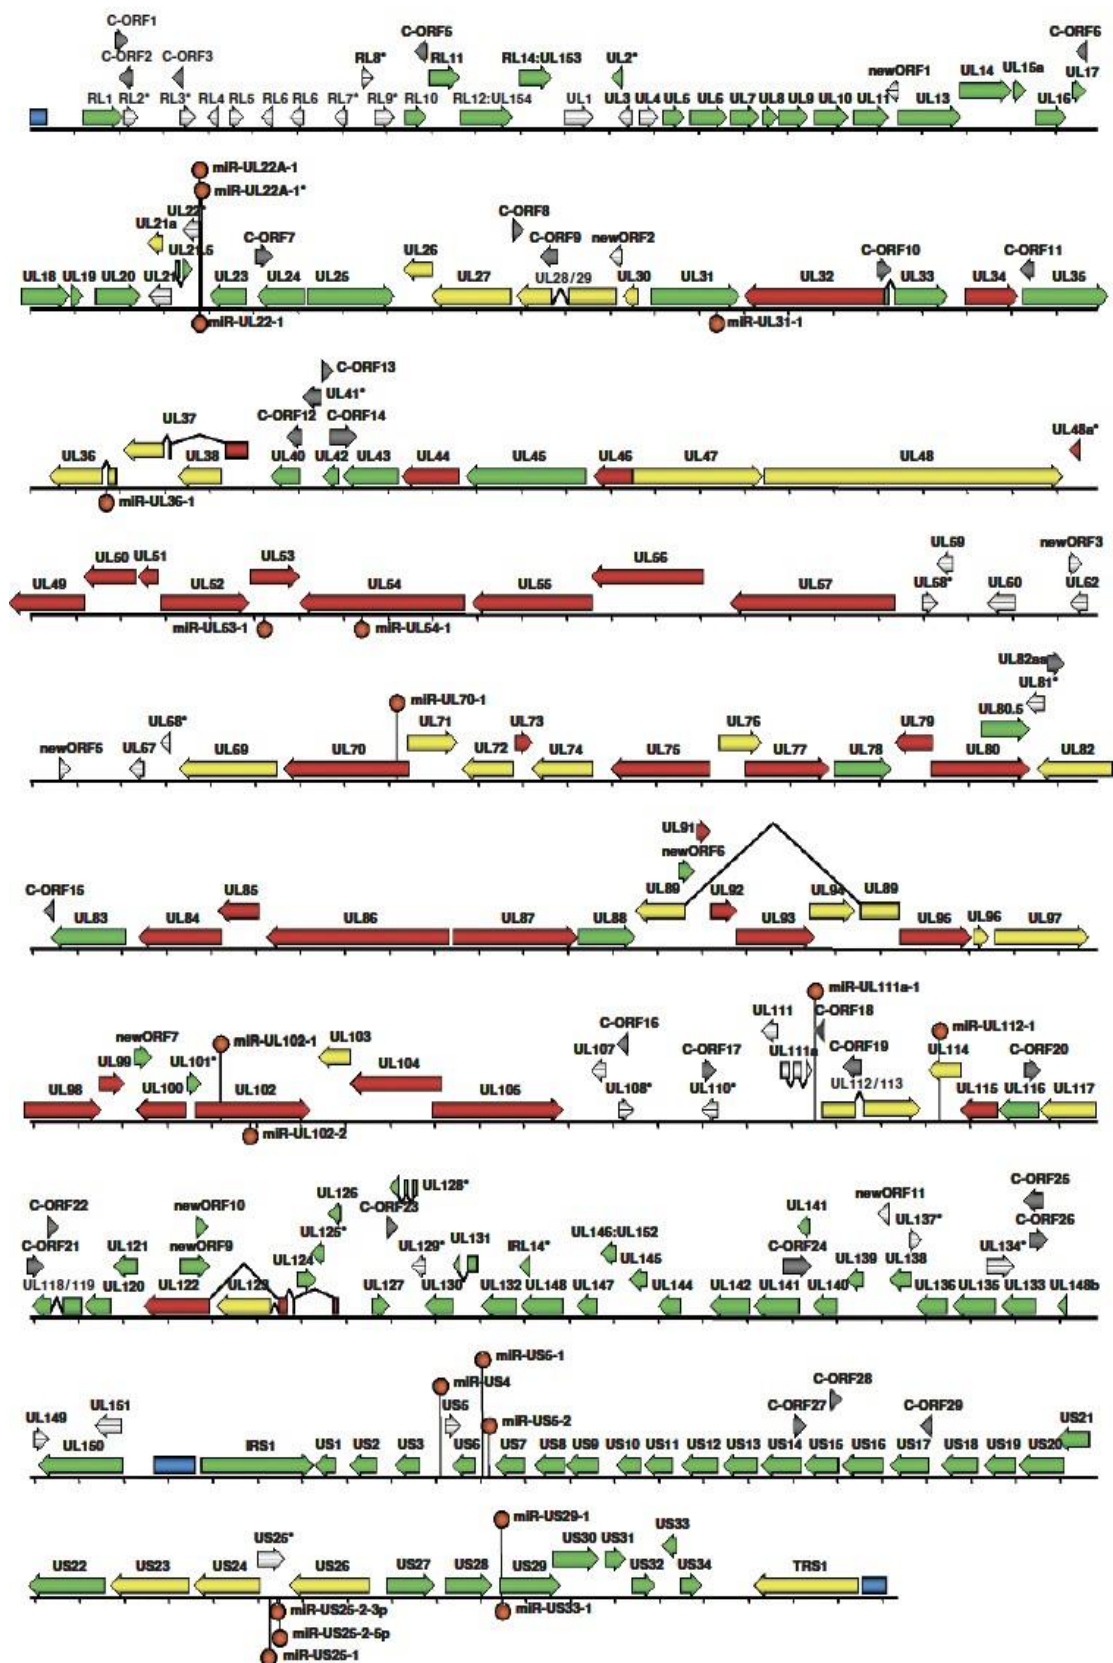 C-ORF1 C-ORF5 C-ORF6
C-ORF2 C-ORF3 RL8* RL11 RL14:UL153 UL2* newORF1 UL14 UL15a UL17
RL1 RL2* RL3* RL4 RL5 RL6 RL6 RL7* RL9* RL10 RL12:UL154 UL1 UL3 UL4 UL5 UL6 UL7 UL8 UL9 UL10 UL11 UL13 UL16
miR-UL22A-1
miR-UL22A-1*
UL22* C-ORF8
UL21a UL21.5 C-ORF7 UL26 C-ORF9 newORF2 C-ORF10 C-ORF11
UL18 UL19 UL20 UL21 UL23 UL24 UL25 UL27 UL28/29 UL30 UL31 UL32 UL33 UL34 UL35
miR-UL22-1 miR-UL31-1
C-ORF13
UL41*
UL37 C-ORF12 C-ORF14 UL48a*
UL36 UL38 UL40 UL42 UL43 UL44 UL45 UL46 UL47 UL48
miR-UL36-1
UL50 UL51 UL53 UL56 UL59 newORF3
UL49 UL52 UL54 UL55 UL57 UL58* UL60 UL62
miR-UL53-1 miR-UL54-1
UL82as
UL81*
miR-UL70-1
UL68* UL71 UL73 UL76 UL79 UL80.5
newORF5 UL67 UL69 UL70 UL72 UL74 UL75 UL77 UL78 UL80 UL82
UL91
newORF6
C-ORF15 UL85 UL89 UL92 UL94 UL89
UL83 UL84 UL86 UL87 UL88 UL93 UL95 UL96 UL97
miR-UL111a-1
miR-UL102-1 C-ORF16 UL111 C-ORF18 miR-UL112-1
newORF7 UL103 C-ORF17 C-ORF19 C-ORF20
UL99 UL101* UL104 UL107 UL111a UL114
UL98 UL100 UL102 UL105 UL108* UL110* UL112/113 UL115 UL116 UL117
miR-UL102-2
UL128*
C-ORF22 newORF10 UL126 C-ORF23 UL141 newORF11 C-ORF25
C-ORF21 UL121 newORF9 UL125* UL129* UL131 IRL14* UL146:UL152 C-ORF24 UL137* C-ORF26
UL124 UL145 UL139 UL138 UL134*
UL118/119 UL120 UL122 UL123 UL127 UL130 UL132 UL148 UL147 UL144 UL142 UL141 UL140 UL136 UL135 UL133 UL148b
miR-US5-1
miR-US4 C-ORF28
UL151 US5 miR-US5-2 C-ORF27 C-ORF29 US21
UL149
UL150 IRS1 US1 US2 US3 US6 US7 US8 US9 US10 US11 US12 US13 US14 US15 US16 US17 US18 US19 US20
miR-US29-1
US25* US30 US31 US33
US22 US23 US24 US26 US27 US28 US29 US32 US34 TRS1
miR-US25-2-3p miR-US33-1
miR-US25-2-5p
miR-US25-1